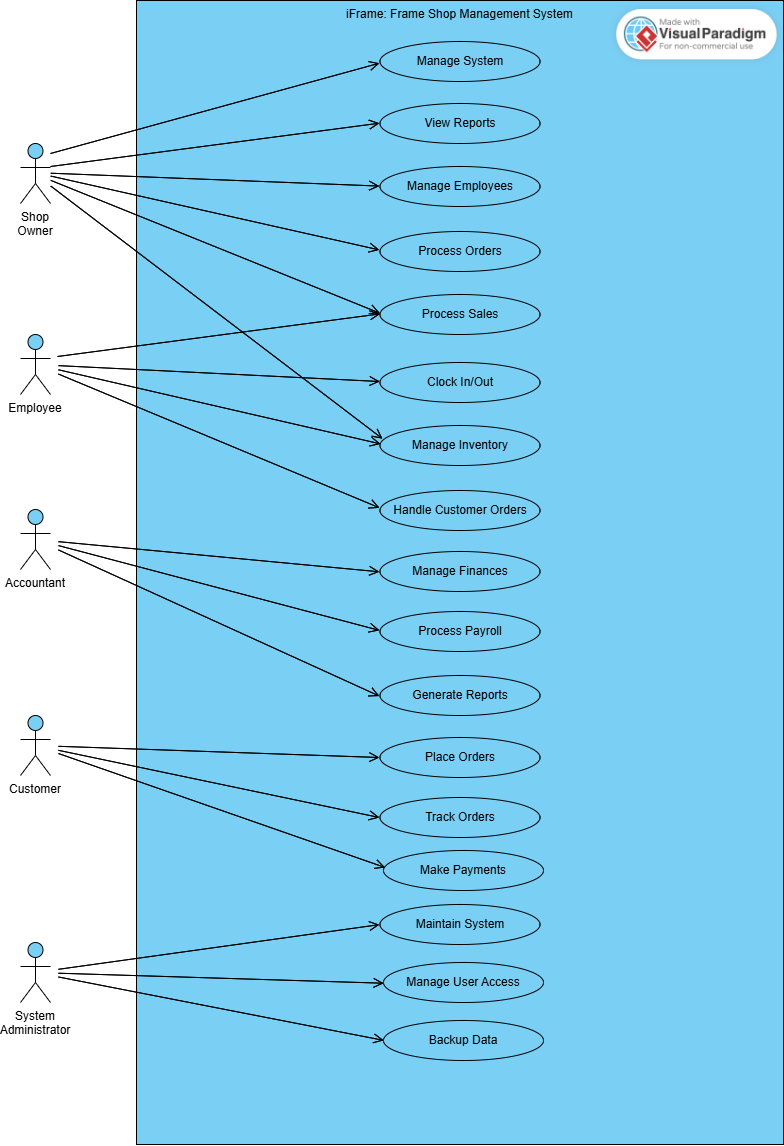 iFrame: Frame Shop Management System
Made with
VisualParadigm
For non-commercial use
Manage System
View Reports
Manage Employees
Shop
Owner
Process Orders
Process Sales
Clock In/Out
Employee
Manage Inventory
Handle Customer Orders
Manage Finances
Accountant
Process Payroll
Generate Reports
Place Orders
Customer
Track Orders
Make Payments
Maintain System
Manage User Access
System
Administrator
Backup Data